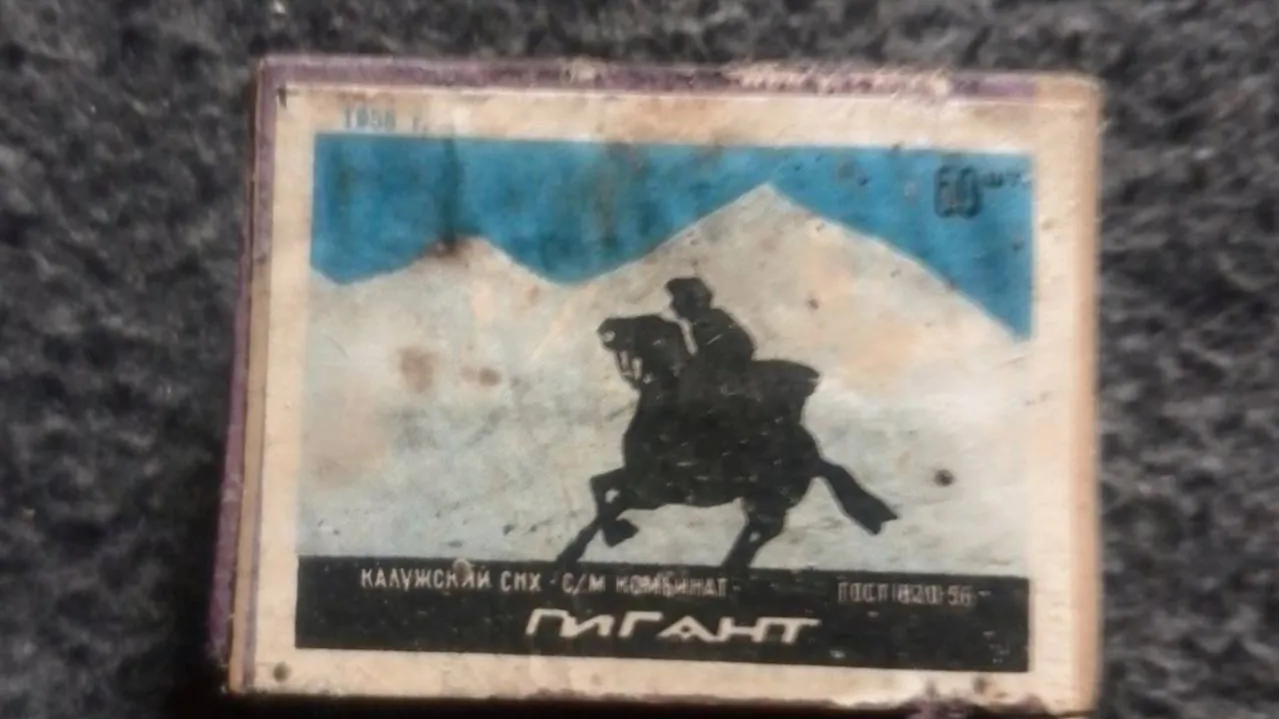 1958 г.
60 шт.
КАЛУЖСКИЙ СНХ · С/М КОМБИНАТ ГОСТ 1820-56
ГИГАНТ